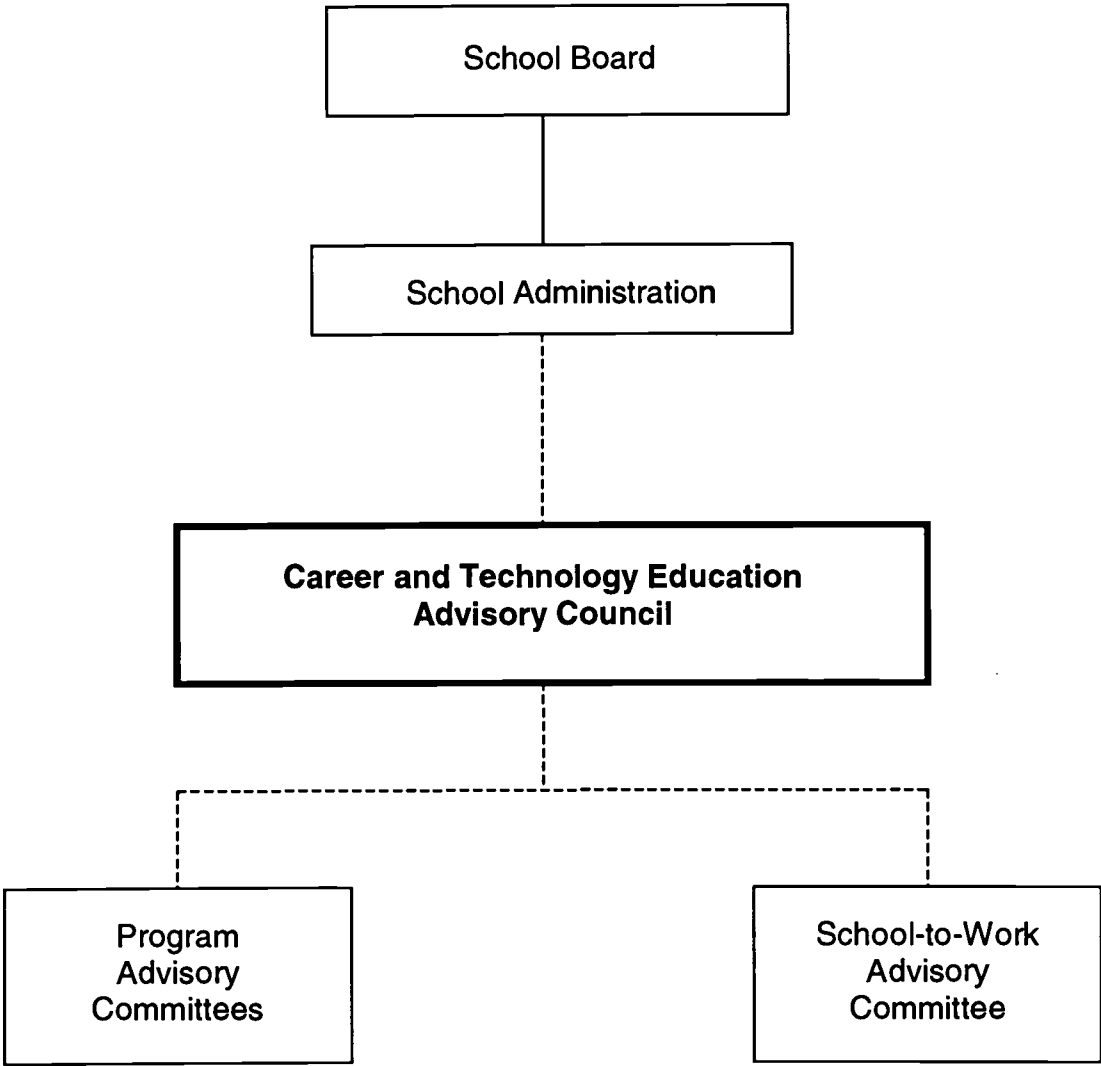 School Board
School Administration
Career and Technology Education
Advisory Council
Program
Advisory
Committees
School-to-Work
Advisory
Committee